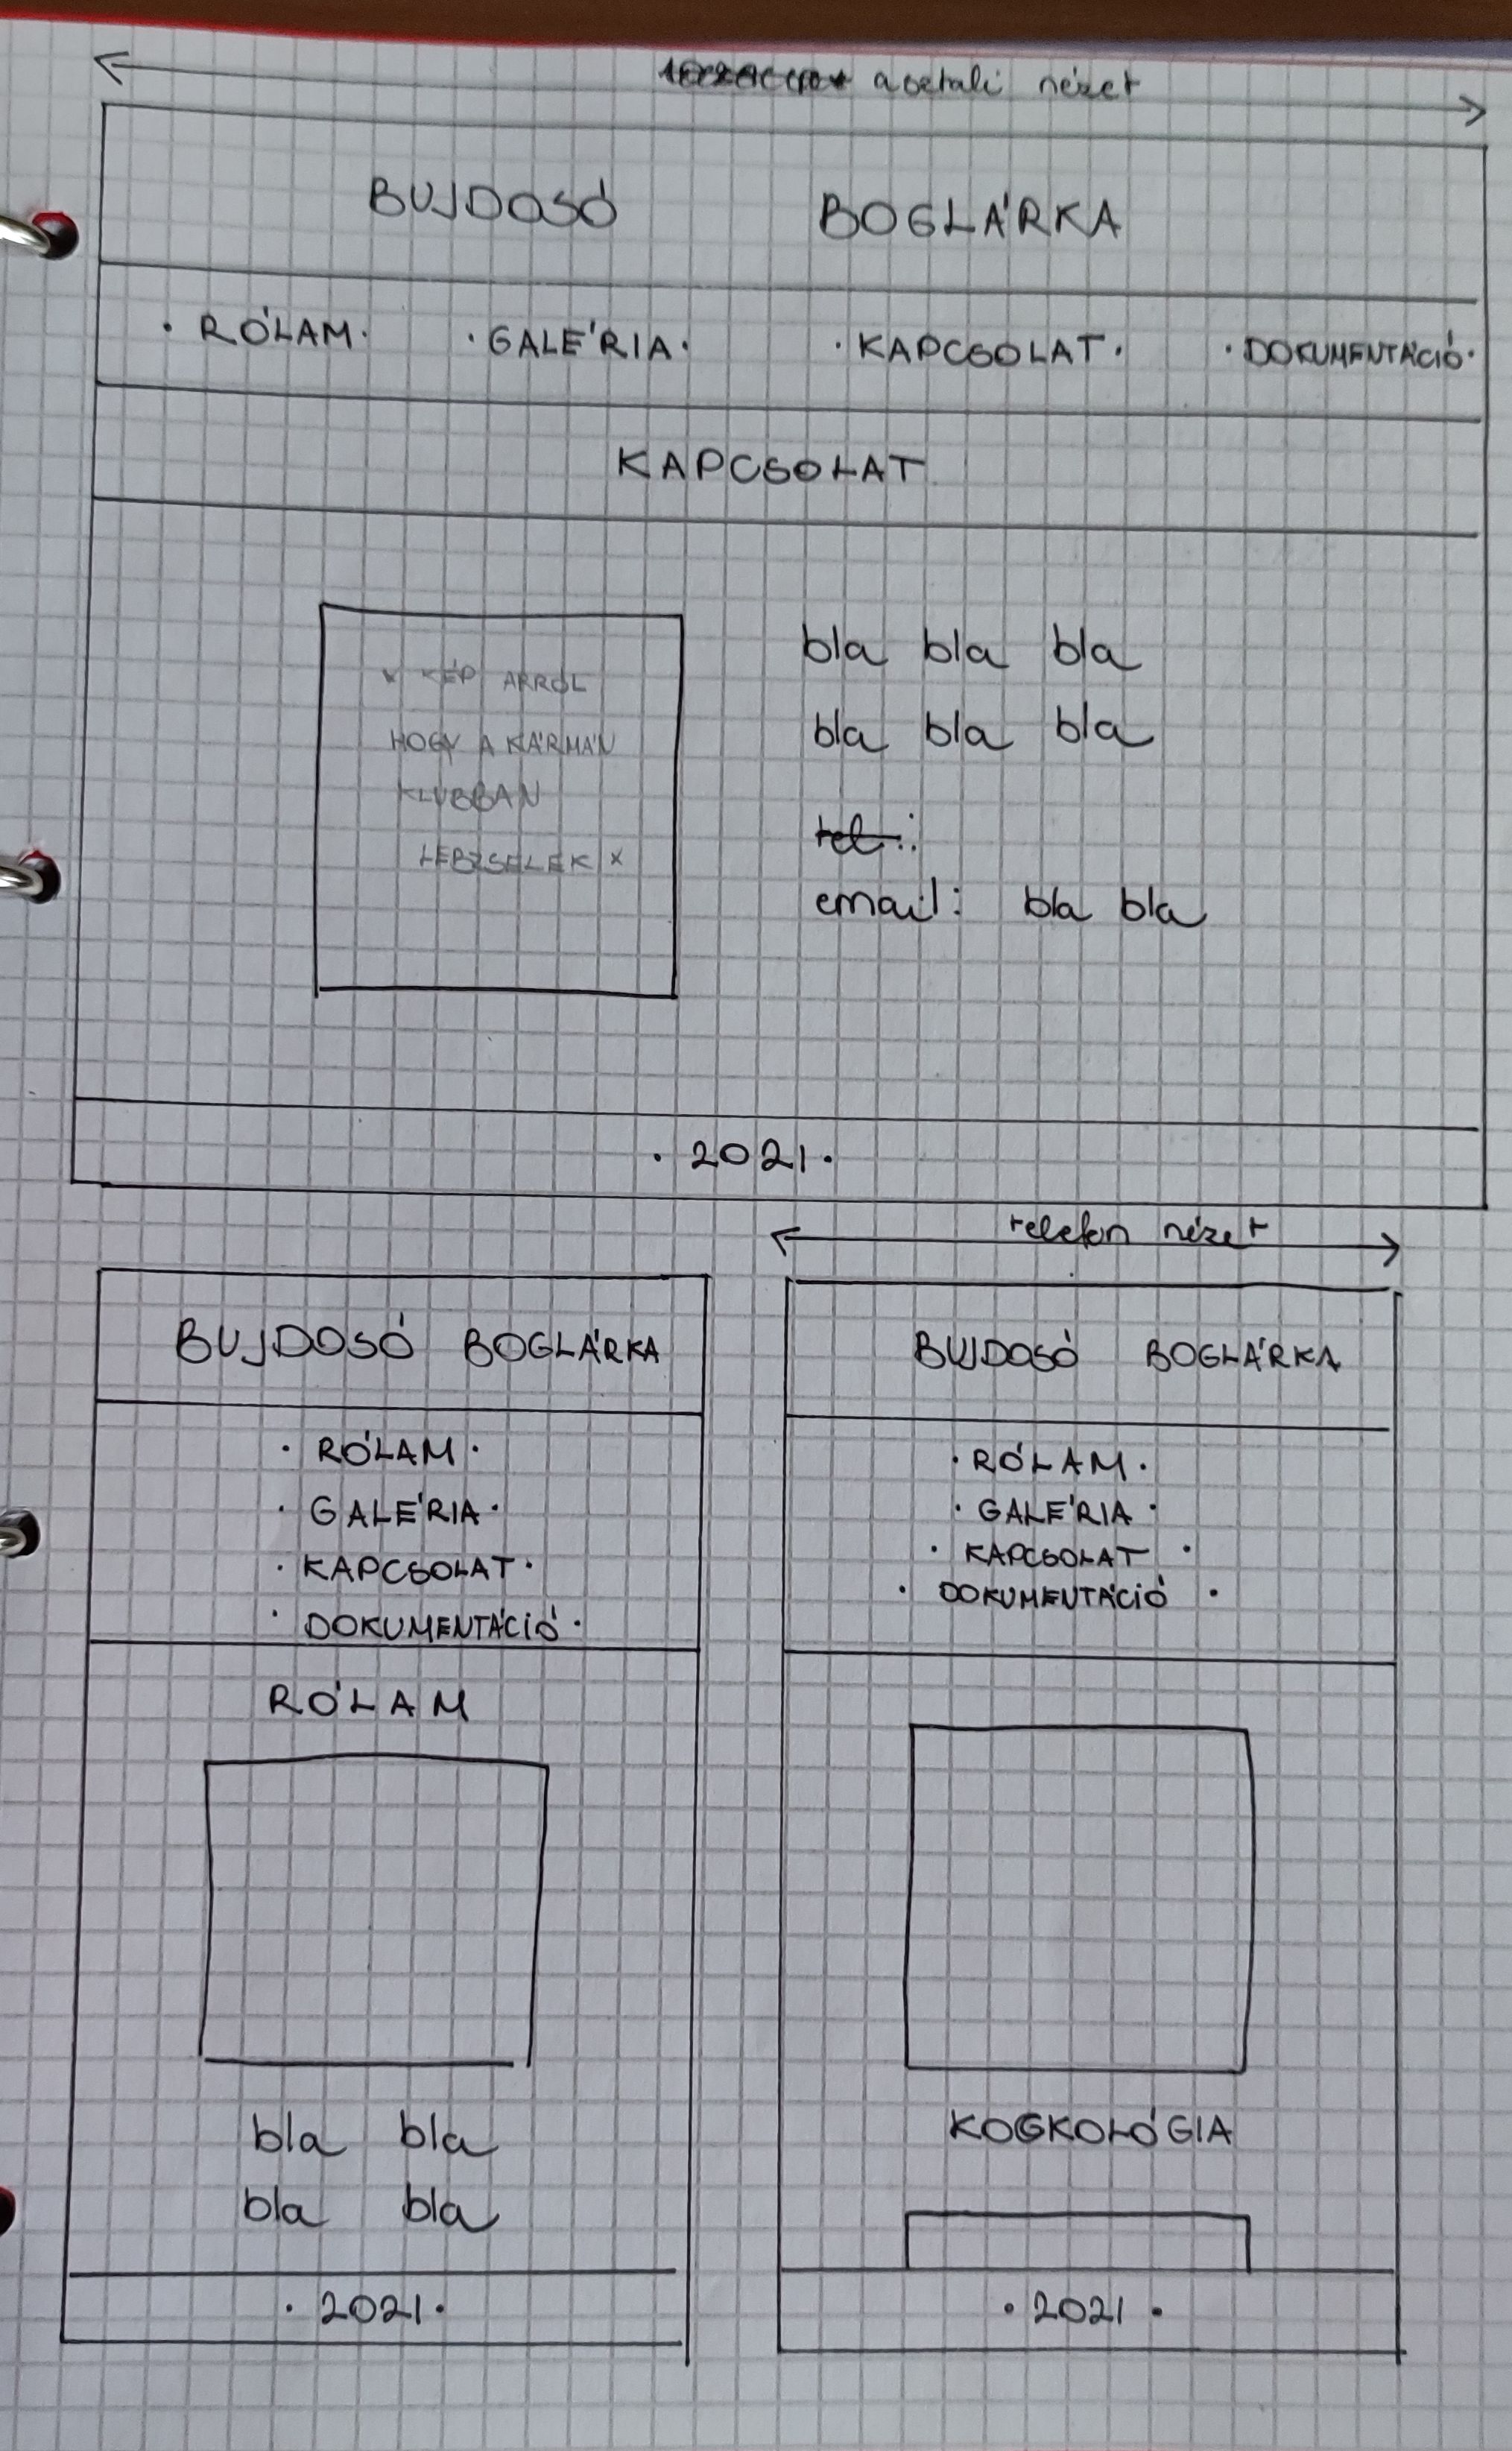 asztali nézet
BUJDOSÓ BOGLÁRKA
· RÓLAM · · GALÉRIA · · KAPCSOLAT · · DOKUMENTÁCIÓ ·
KAPCSOLAT
x KÉP ARRÓL
HOGY A KÁRMÁN
KLUBBAN
LEBZSELEK x
bla bla bla
bla bla bla
tel.:
email: bla bla
· 2021 ·
telefon nézet
BUJDOSÓ BOGLÁRKA
· RÓLAM ·
· GALÉRIA ·
· KAPCSOLAT ·
· DOKUMENTÁCIÓ ·
RÓLAM
bla bla
bla bla
· 2021 ·
BUJDOSÓ BOGLÁRKA
· RÓLAM ·
· GALÉRIA ·
· KAPCSOLAT ·
· DOKUMENTÁCIÓ ·
KOGKOLÓGIA
· 2021 ·